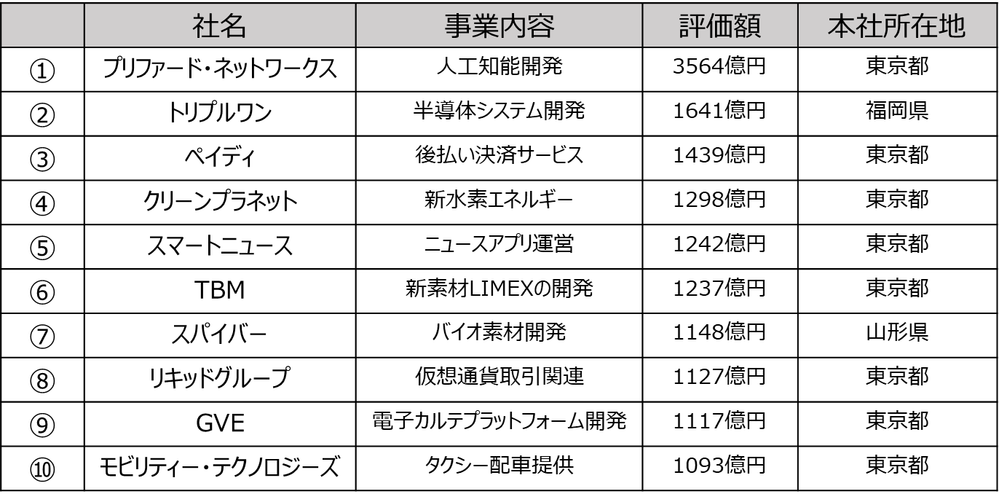 社名 事業内容 評価額 本社所在地
① プリファード・ネットワークス 人工知能開発 3564億円 東京都
② トリプルワン 半導体システム開発 1641億円 福岡県
③ ペイディ 後払い決済サービス 1439億円 東京都
④ クリーンプラネット 新水素エネルギー 1298億円 東京都
⑤ スマートニュース ニュースアプリ運営 1242億円 東京都
⑥ TBM 新素材LIMEXの開発 1237億円 東京都
⑦ スパイバー バイオ素材開発 1148億円 山形県
⑧ リキッドグループ 仮想通貨取引関連 1127億円 東京都
⑨ GVE 電子カルテプラットフォーム開発 1117億円 東京都
⑩ モビリティー・テクノロジーズ タクシー配車提供 1093億円 東京都